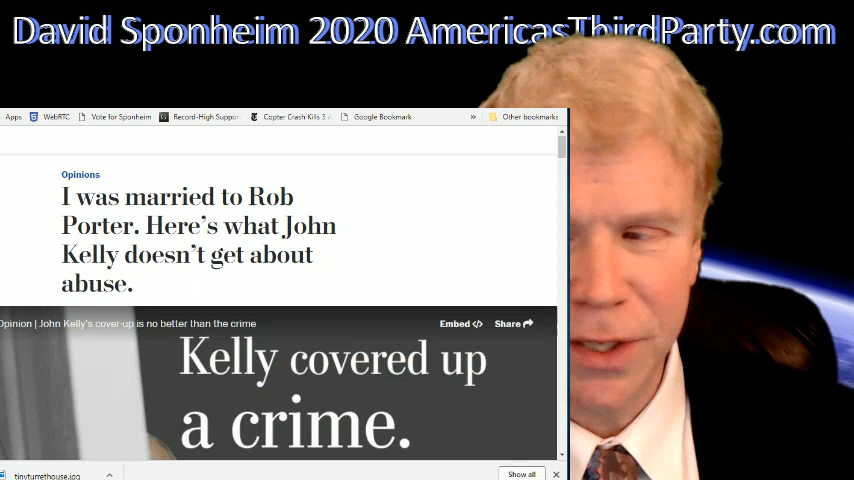 David Sponheim 2020 AmericasThirdParty.com
Apps WebRTC Vote for Sponheim Record-High Suppor Copter Crash Kills 3 Google Bookmark » Other bookmarks
Opinions
I was married to Rob
Porter. Here's what John
Kelly doesn't get about
abuse.
Opinion | John Kelly's cover-up is no better than the crime Embed </> Share
Kelly covered up
a crime.
tinyturrethouse.jpg Show all